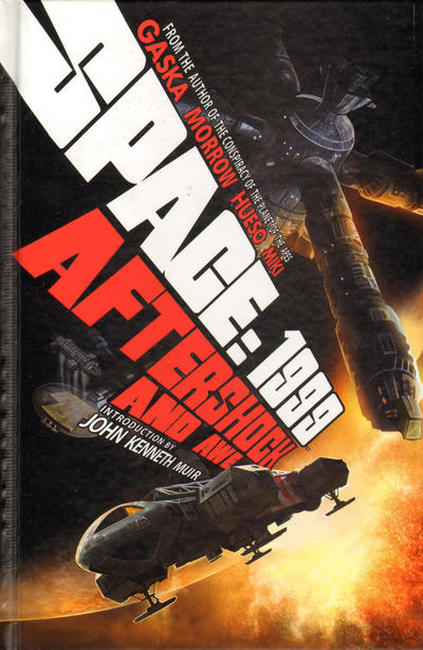 FROM THE AUTHOR OF THE CONSPIRACY OF THE PLANET OF THE APES
GASKA MORROW HUESO MIKI
SPACE: 1999
AFTERSHOCK
AND AWE
INTRODUCTION BY
JOHN KENNETH MUIR